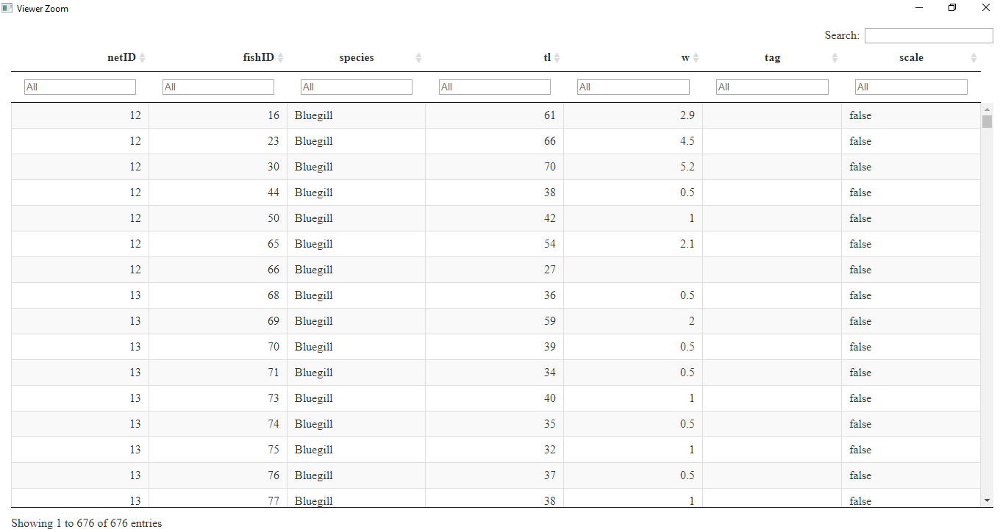 Viewer Zoom
Search:
netID fishID species tl w tag scale
All All All All All All All
12 16 Bluegill 61 2.9 false
12 23 Bluegill 66 4.5 false
12 30 Bluegill 70 5.2 false
12 44 Bluegill 38 0.5 false
12 50 Bluegill 42 1 false
12 65 Bluegill 54 2.1 false
12 66 Bluegill 27 false
13 68 Bluegill 36 0.5 false
13 69 Bluegill 59 2 false
13 70 Bluegill 39 0.5 false
13 71 Bluegill 34 0.5 false
13 73 Bluegill 40 1 false
13 74 Bluegill 35 0.5 false
13 75 Bluegill 32 1 false
13 76 Bluegill 37 0.5 false
13 77 Bluegill 38 1 false
Showing 1 to 676 of 676 entries